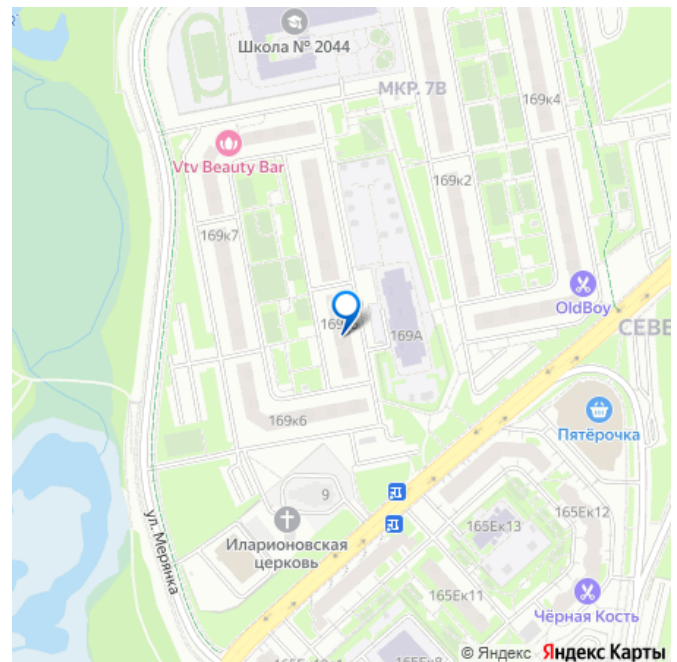 Школа № 2044
МКР. 7В
169к4
Vtv Beauty Bar
169к2
169к7
OldBoy
169А
СЕВЕ
Пятёрочка
169к6
9
165Ек12
165Ек13
Иларионовская
церковь
ул. Мерянка
165Ек11
Чёрная Кость
© Яндекс Яндекс Карты